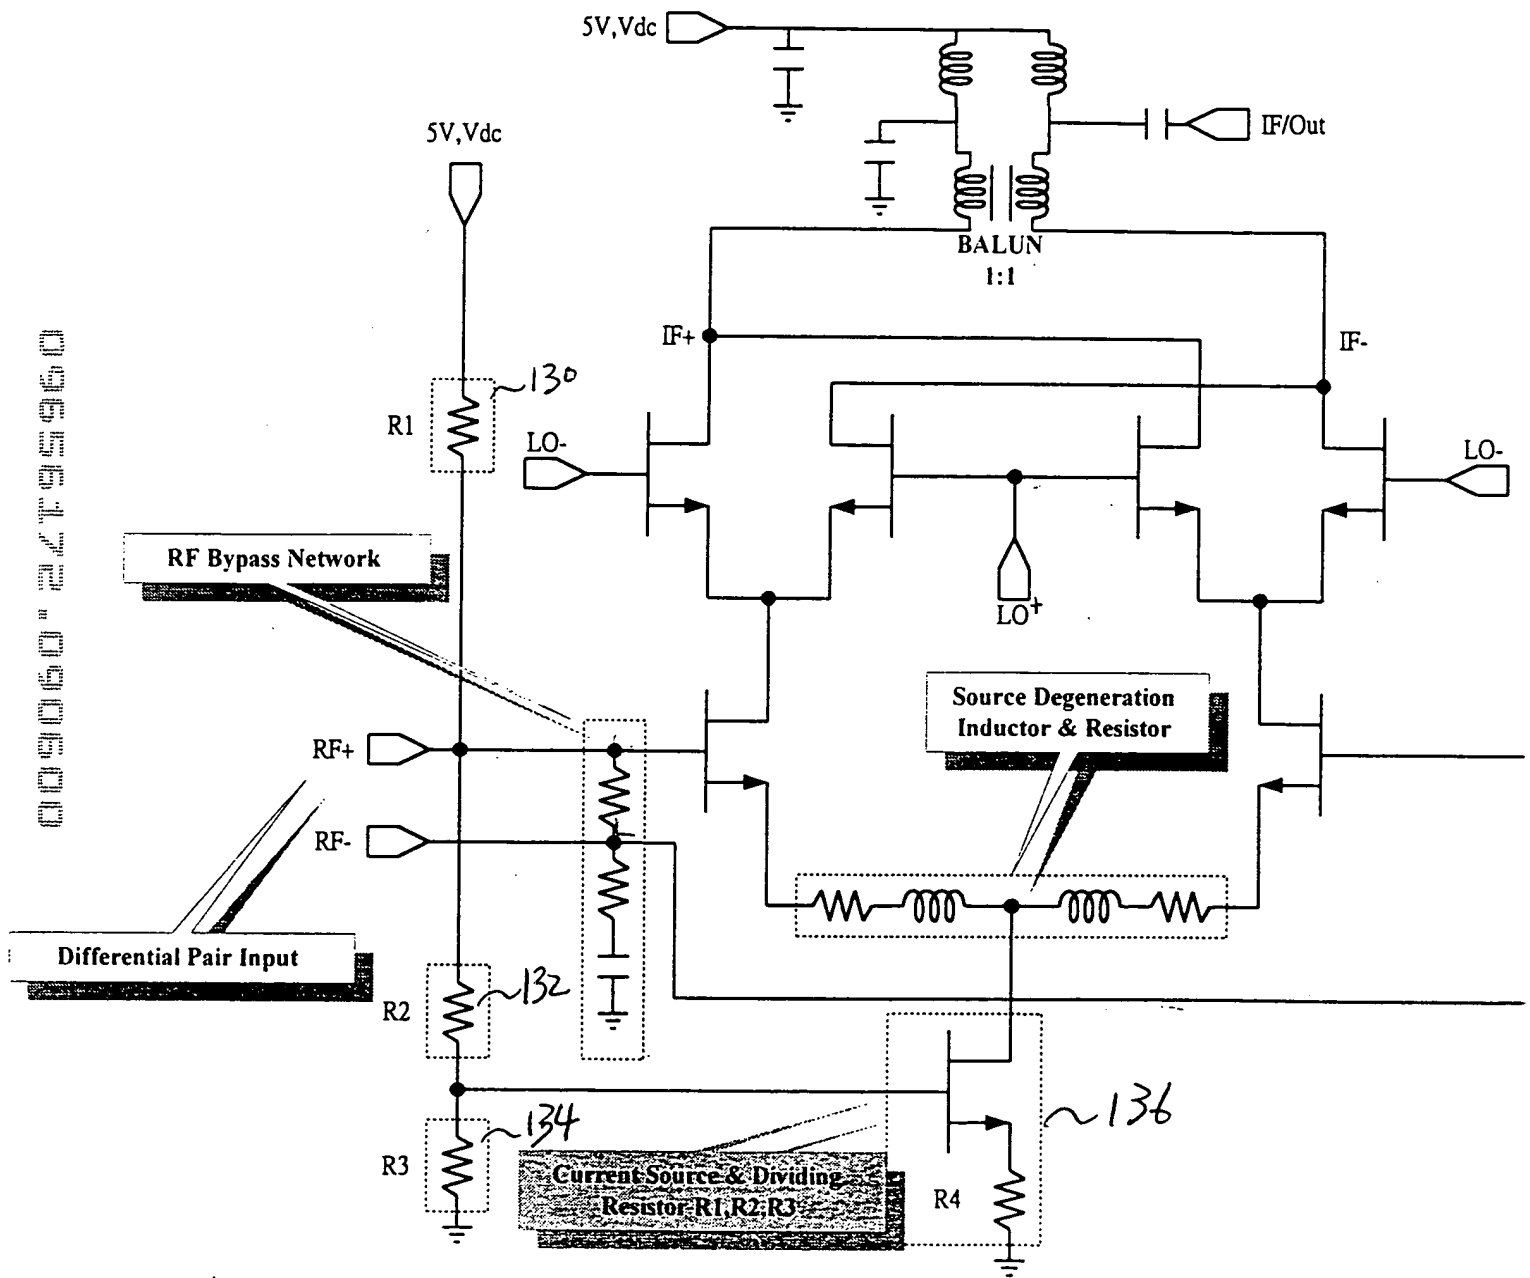 5V,Vdc
IF/Out
5V,Vdc
BALUN
1:1
IF+
IF-
130
R1
LO-
LO-
RF Bypass Network
LO+
Source Degeneration
Inductor & Resistor
RF+
RF-
Differential Pair Input
132
R2
136
134
R3
Current Source & Dividing
Resistor-R1,R2,R3
R4
09656172.090600